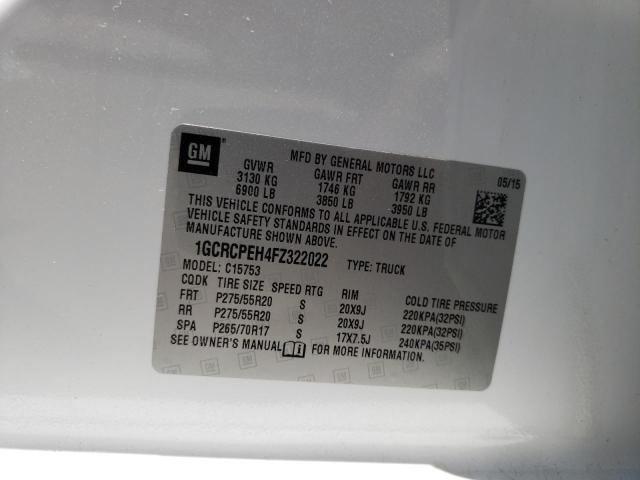 GM
MFD BY GENERAL MOTORS LLC
05/15
GVWR GAWR FRT GAWR RR
3130 KG 1746 KG 1792 KG
6900 LB 3850 LB 3950 LB
THIS VEHICLE CONFORMS TO ALL APPLICABLE U.S. FEDERAL MOTOR
VEHICLE SAFETY STANDARDS IN EFFECT ON THE DATE OF
MANUFACTURE SHOWN ABOVE.
1GCRCPEH4FZ322022 TYPE: TRUCK
MODEL: C15753
CQDK TIRE SIZE SPEED RTG RIM COLD TIRE PRESSURE
FRT P275/55R20 S 20X9J 220KPA(32PSI)
RR P275/55R20 S 20X9J 220KPA(32PSI)
SPA P265/70R17 S 17X7.5J 240KPA(35PSI)
SEE OWNER'S MANUAL i FOR MORE INFORMATION.